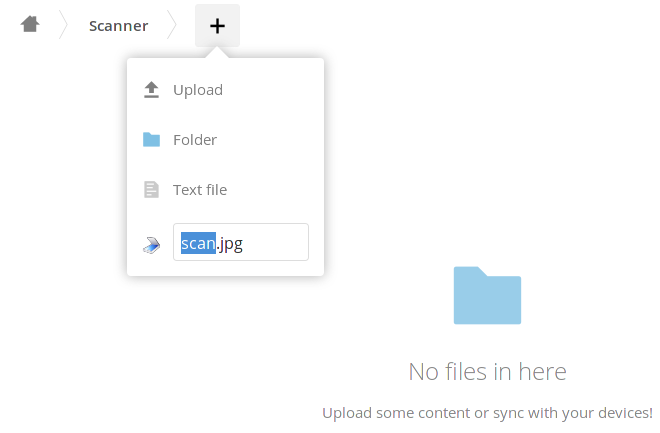 Scanner
+
Upload
Folder
Text file
scan.jpg
No files in here
Upload some content or sync with your devices!